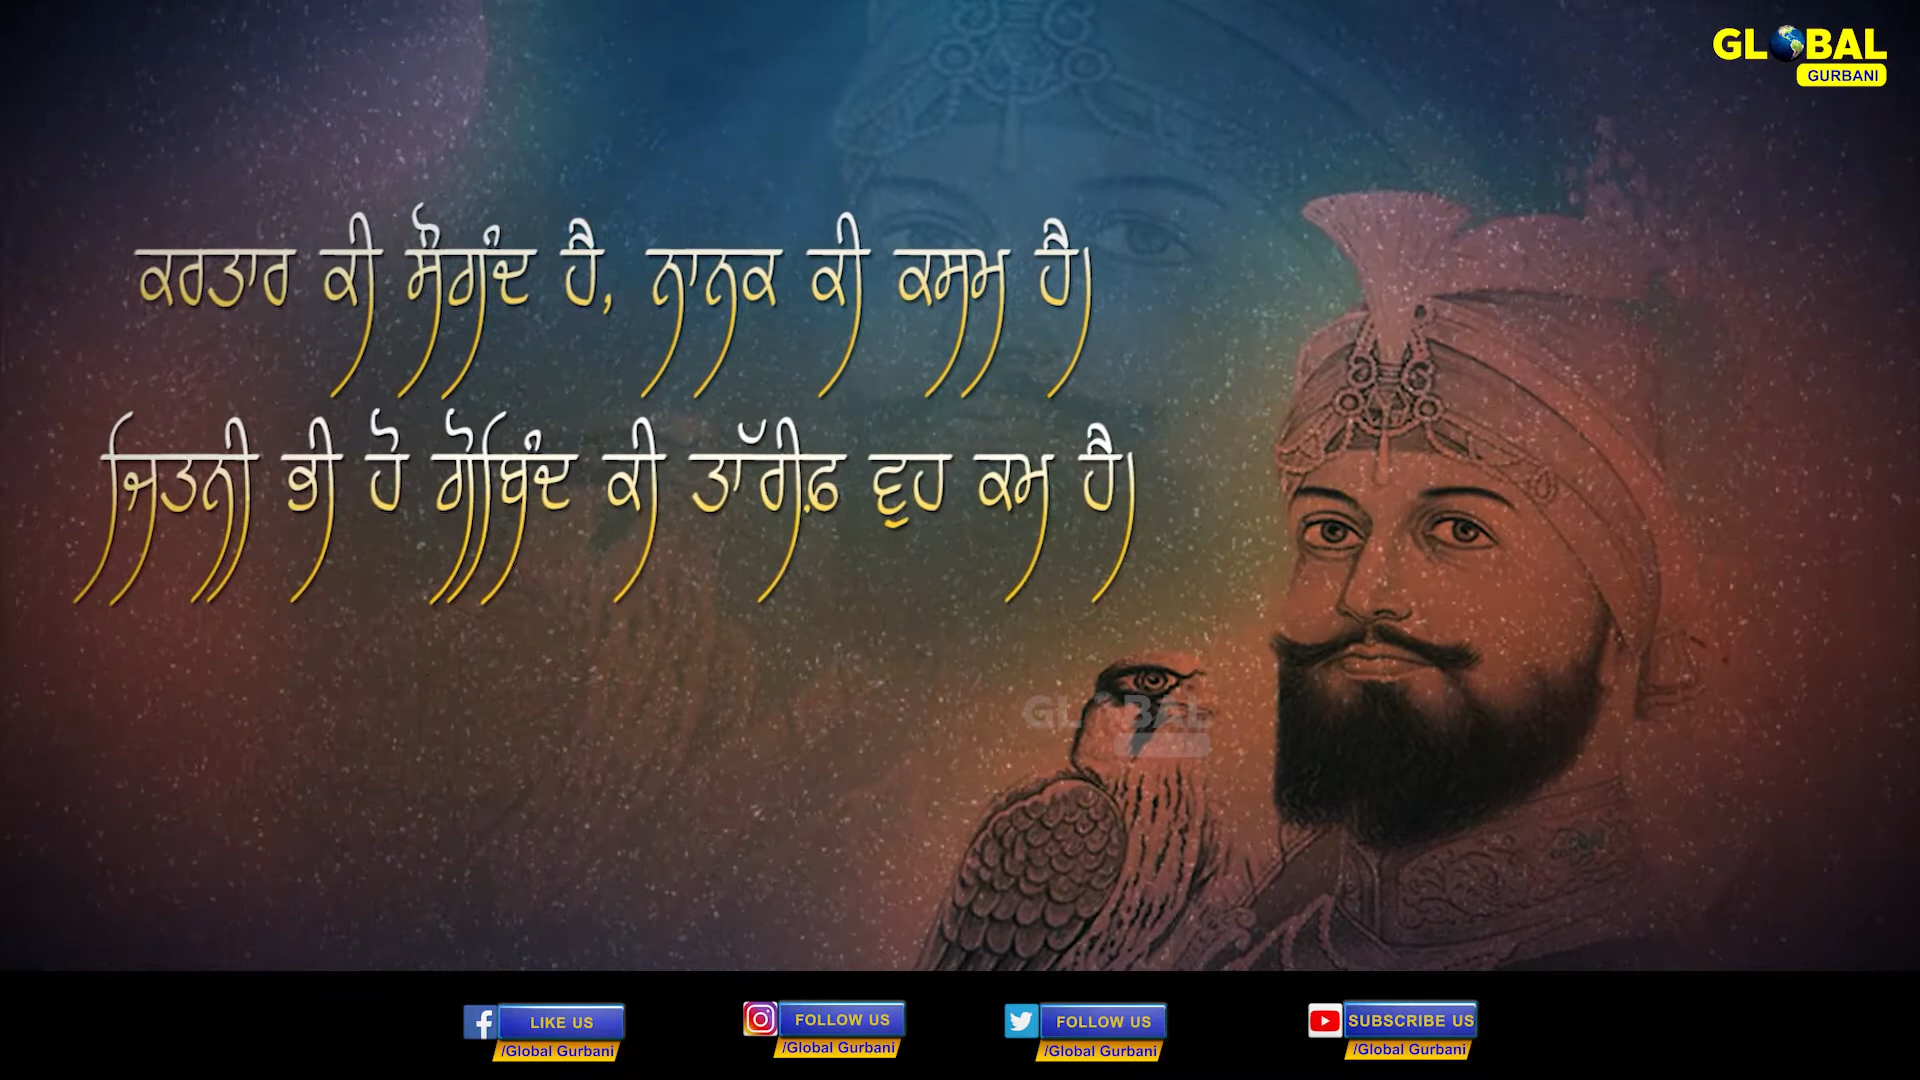 GLOBAL
GURBANI
ਕਰਤਾਰ ਕੀ ਸੌਗੰਦ ਹੈ, ਨਾਨਕ ਕੀ ਕਸਮ ਹੈ।
ਜਿਤਨੀ ਭੀ ਹੋ ਗੋਬਿੰਦ ਕੀ ਤਾੱਰੀਫ਼ ਵੁਹ ਕਮ ਹੈ।
GLOBAL
LIKE US
/Global Gurbani
FOLLOW US
/Global Gurbani
FOLLOW US
/Global Gurbani
SUBSCRIBE US
/Global Gurbani